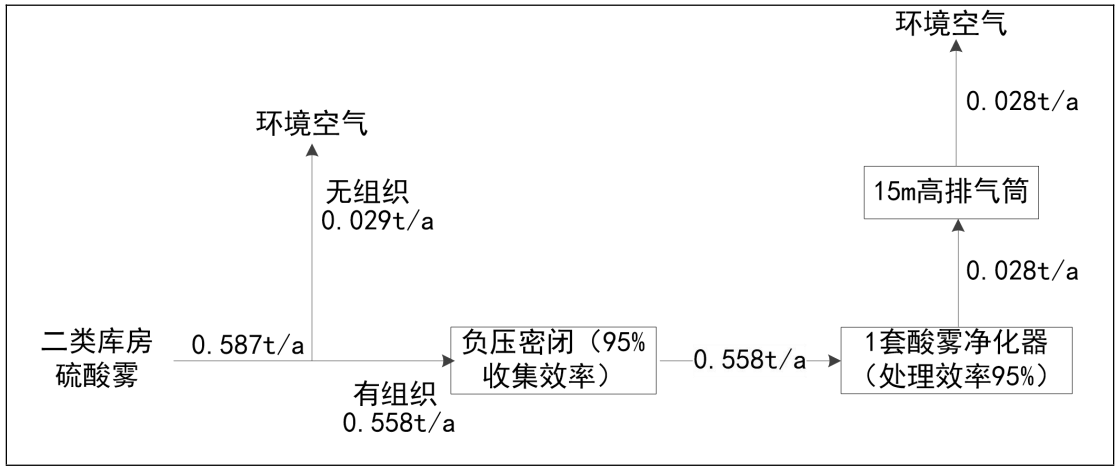 环境空气
0.028t/a
环境空气
15m高排气筒
无组织
0.029t/a
0.028t/a
二类库房
硫酸雾
0.587t/a
有组织
0.558t/a
负压密闭（95%
收集效率）
0.558t/a
1套酸雾净化器
（处理效率95%）